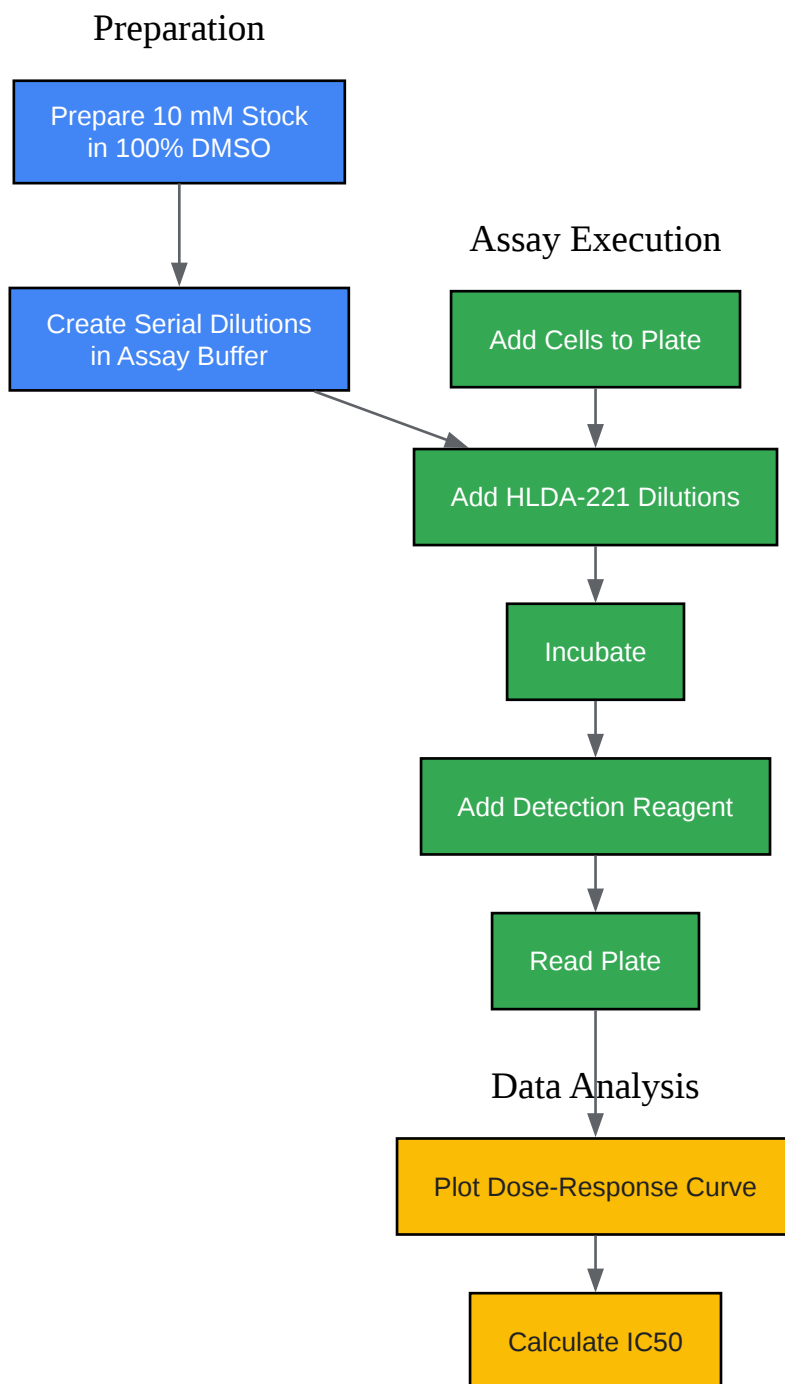 Preparation
Prepare 10 mM Stock
in 100% DMSO
Create Serial Dilutions
in Assay Buffer
Assay Execution
Add Cells to Plate
Add HLDA-221 Dilutions
Incubate
Add Detection Reagent
Read Plate
Data Analysis
Plot Dose-Response Curve
Calculate IC50